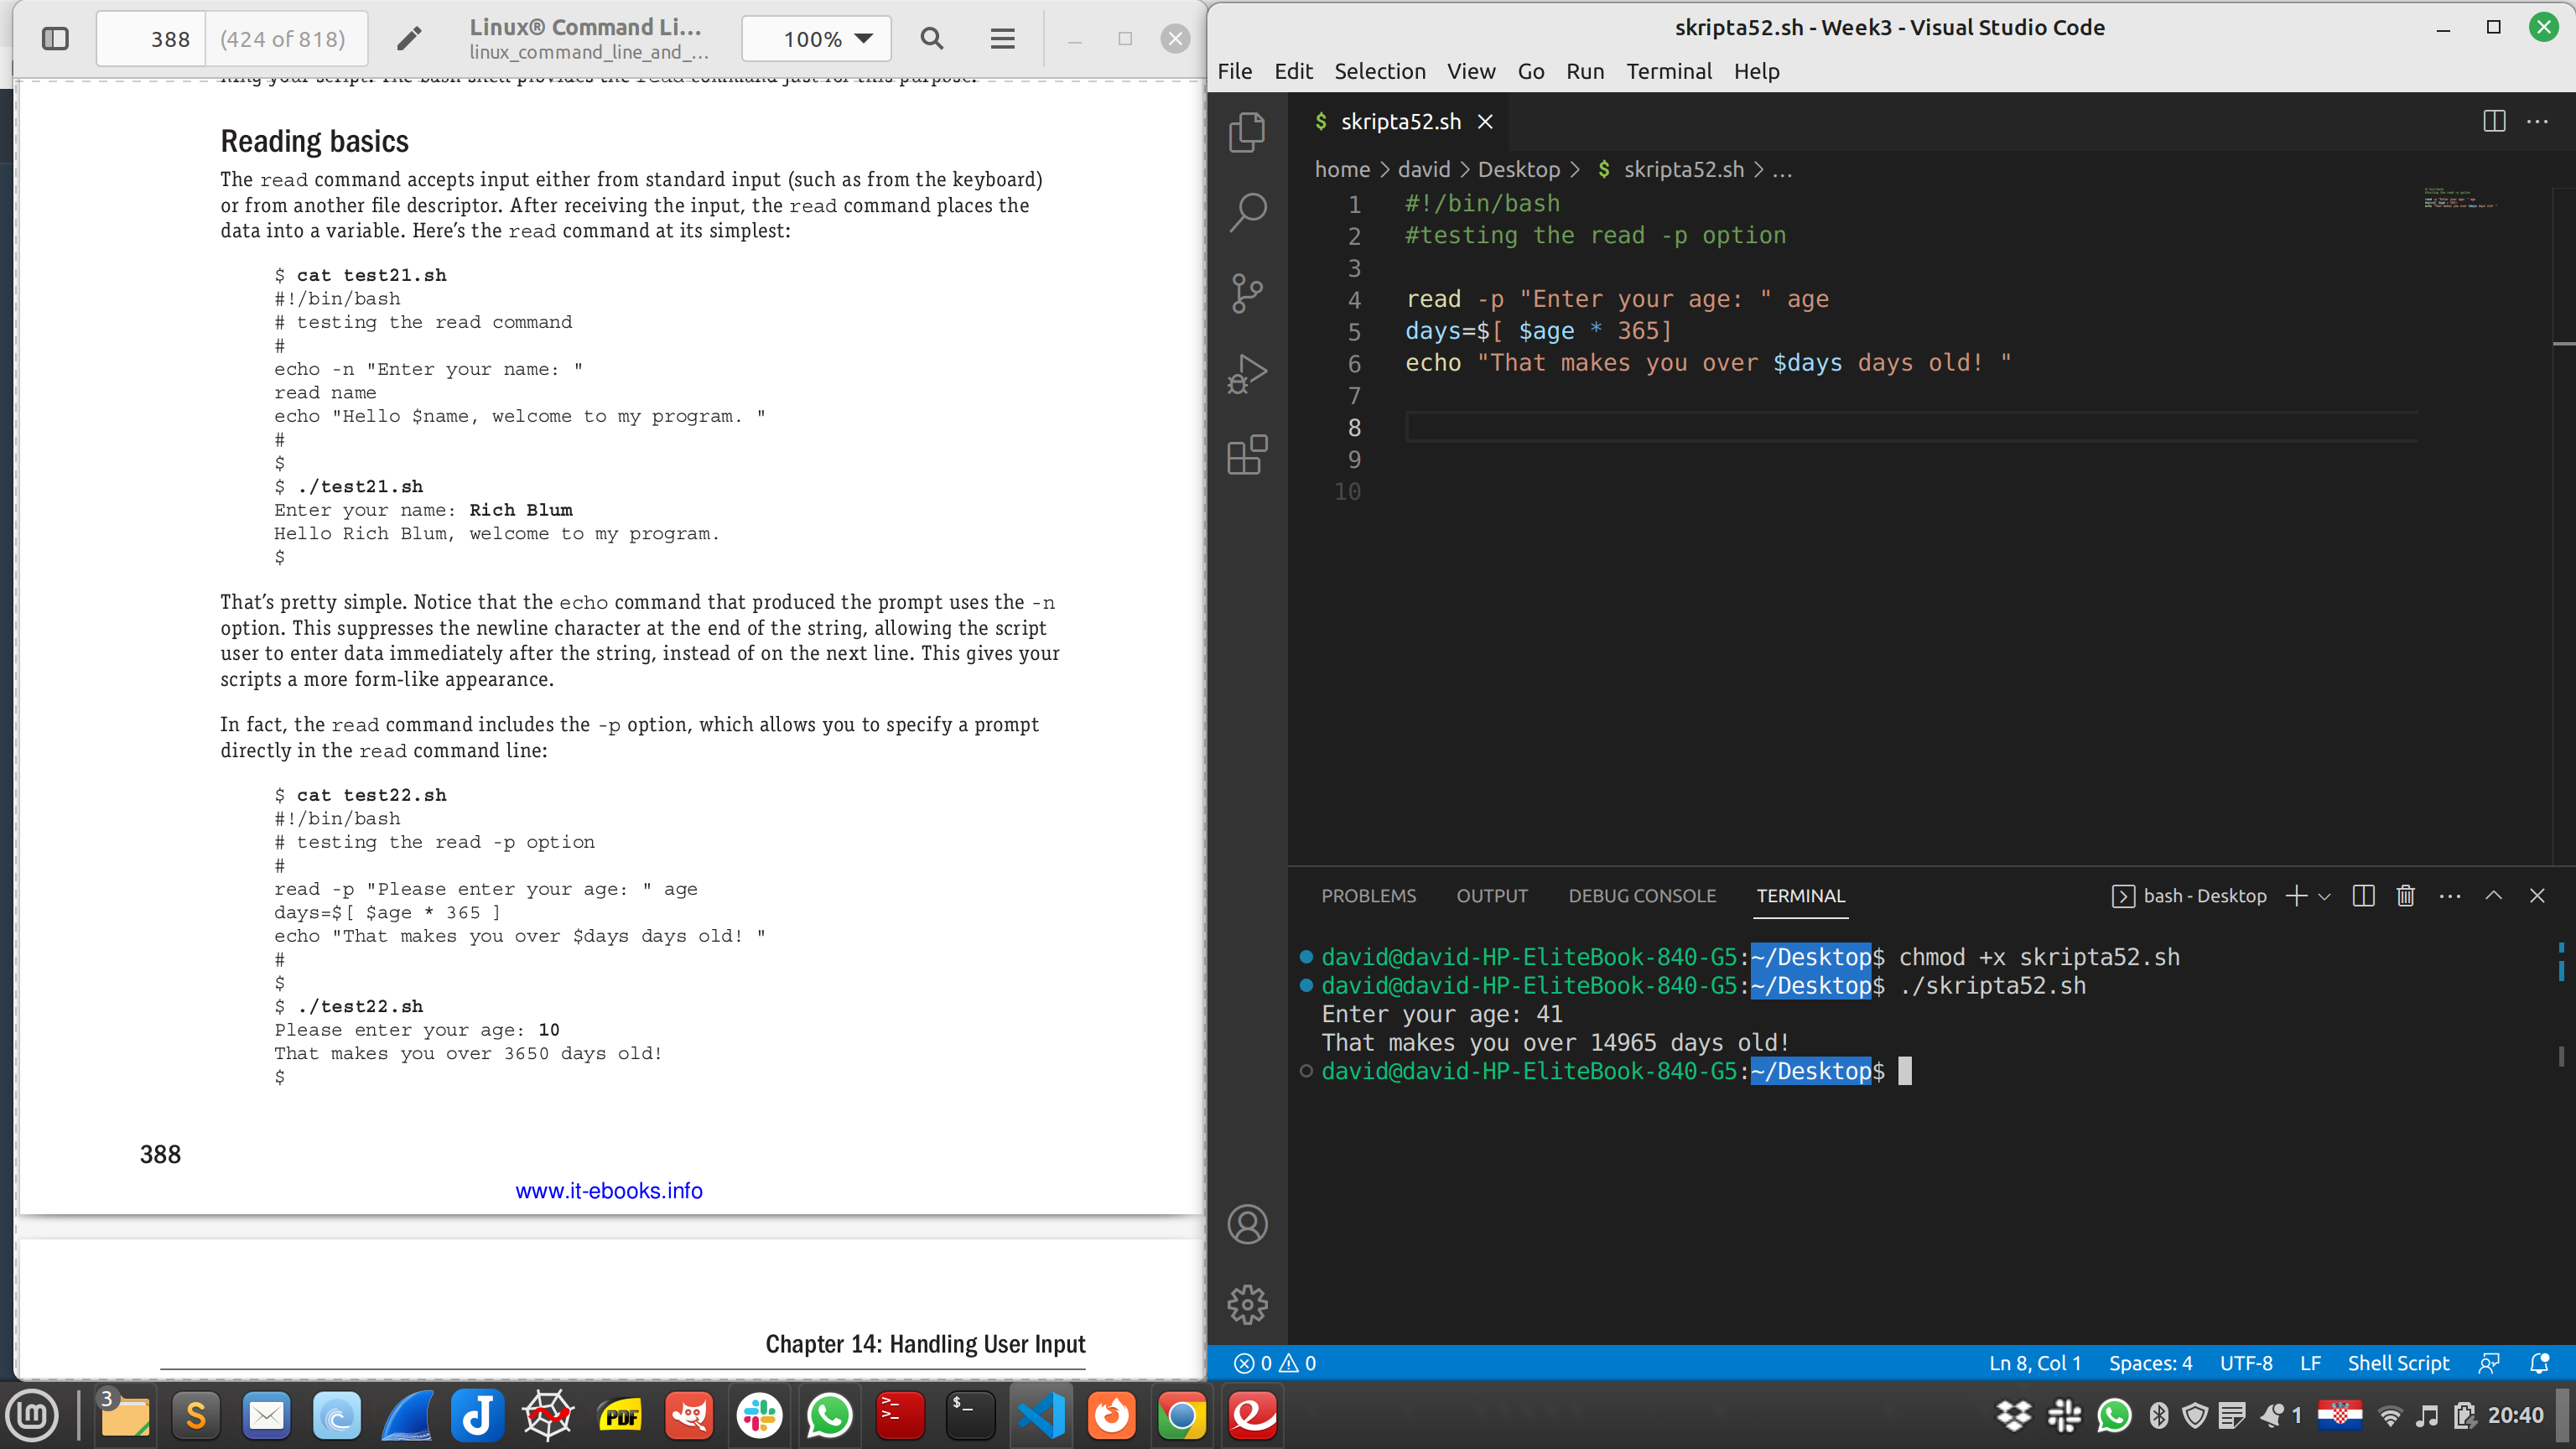 388 (424 of 818)
Linux® Command Li...
linux_command_line_and_...
100%
ning your script. The bash shell provides the read command just for this purpose.
Reading basics
The read command accepts input either from standard input (such as from the keyboard)
or from another file descriptor. After receiving the input, the read command places the
data into a variable. Here’s the read command at its simplest:
$ cat test21.sh
#!/bin/bash
# testing the read command
#
echo -n "Enter your name: "
read name
echo "Hello $name, welcome to my program. "
#
$
$ ./test21.sh
Enter your name: Rich Blum
Hello Rich Blum, welcome to my program.
$
That’s pretty simple. Notice that the echo command that produced the prompt uses the -n
option. This suppresses the newline character at the end of the string, allowing the script
user to enter data immediately after the string, instead of on the next line. This gives your
scripts a more form-like appearance.
In fact, the read command includes the -p option, which allows you to specify a prompt
directly in the read command line:
$ cat test22.sh
#!/bin/bash
# testing the read -p option
#
read -p "Please enter your age: " age
days=$[ $age * 365 ]
echo "That makes you over $days days old! "
#
$
$ ./test22.sh
Please enter your age: 10
That makes you over 3650 days old!
$
388
www.it-ebooks.info
Chapter 14: Handling User Input
skripta52.sh - Week3 - Visual Studio Code
File Edit Selection View Go Run Terminal Help
$ skripta52.sh
home > david > Desktop > $ skripta52.sh > ...
1 #!/bin/bash
2 #testing the read -p option
3
4 read -p "Enter your age: " age
5 days=$[ $age * 365]
6 echo "That makes you over $days days old! "
7
8
9
10
PROBLEMS OUTPUT DEBUG CONSOLE TERMINAL
bash - Desktop
david@david-HP-EliteBook-840-G5:~/Desktop$ chmod +x skripta52.sh
david@david-HP-EliteBook-840-G5:~/Desktop$ ./skripta52.sh
Enter your age: 41
That makes you over 14965 days old!
david@david-HP-EliteBook-840-G5:~/Desktop$
0 0
Ln 8, Col 1 Spaces: 4 UTF-8 LF Shell Script
3
S
PDF
$_
1
20:40